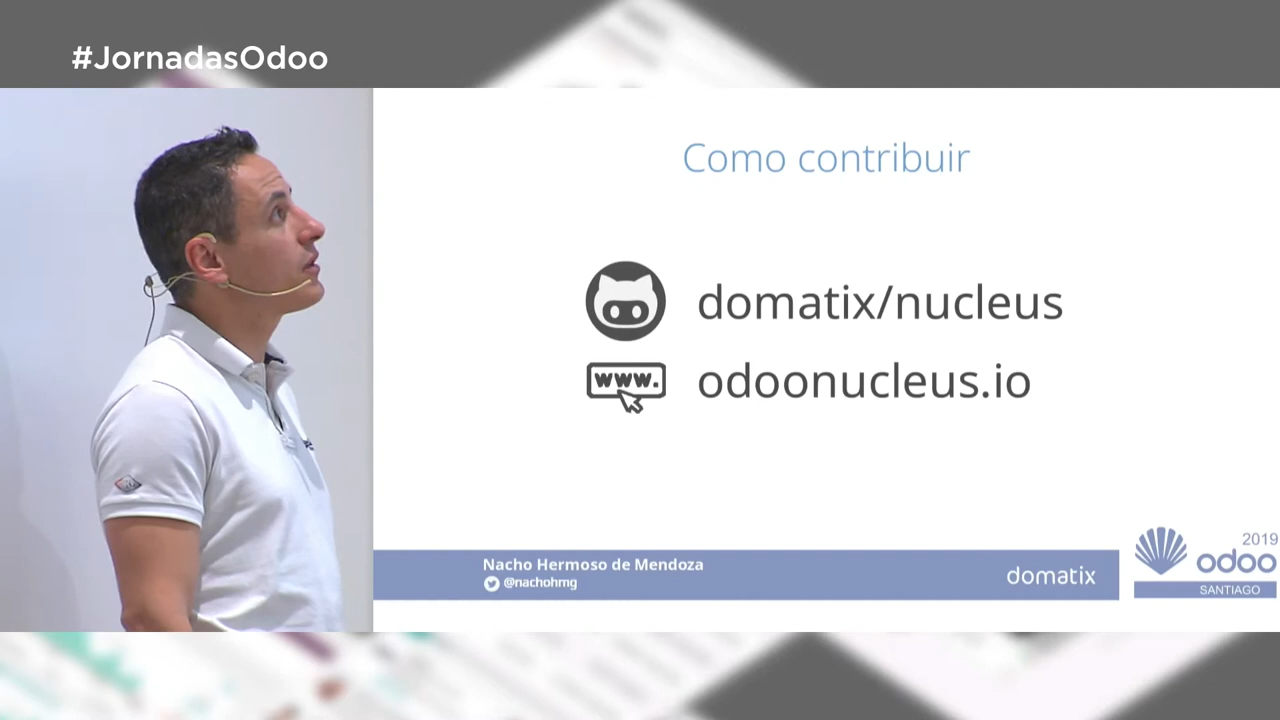 #JornadasOdoo
Como contribuir
domatix/nucleus
www.
odoonucleus.io
Nacho Hermoso de Mendoza
@nachohmg
domatix
2019
odoo
SANTIAGO